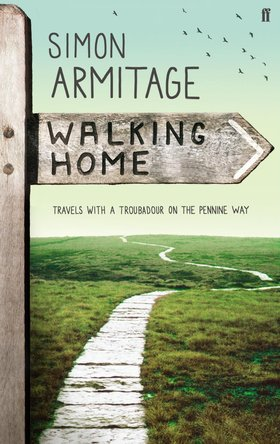 ff
SIMON
ARMITAGE
WALKING
HOME
TRAVELS WITH A TROUBADOUR ON THE PENNINE WAY